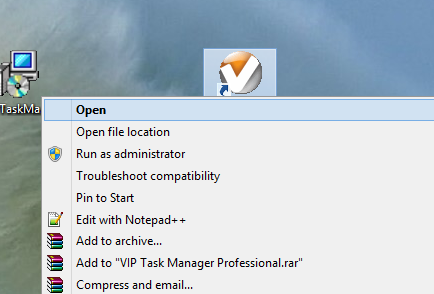 TaskMa
Open
Open file location
Run as administrator
Troubleshoot compatibility
Pin to Start
Edit with Notepad++
Add to archive...
Add to "VIP Task Manager Professional.rar"
Compress and email...